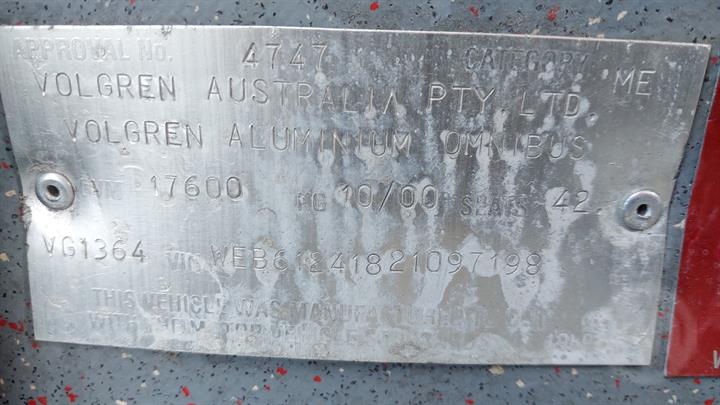 APPROVAL No. 4747 CATEGORY ME
VOLGREN AUSTRALIA PTY LTD.
VOLGREN ALUMINIUM OMNIBUS
17600 10/00 SEATS 42
VG1364 VIN WEB61241821097198
THIS VEHICLE WAS MANUFACTURED